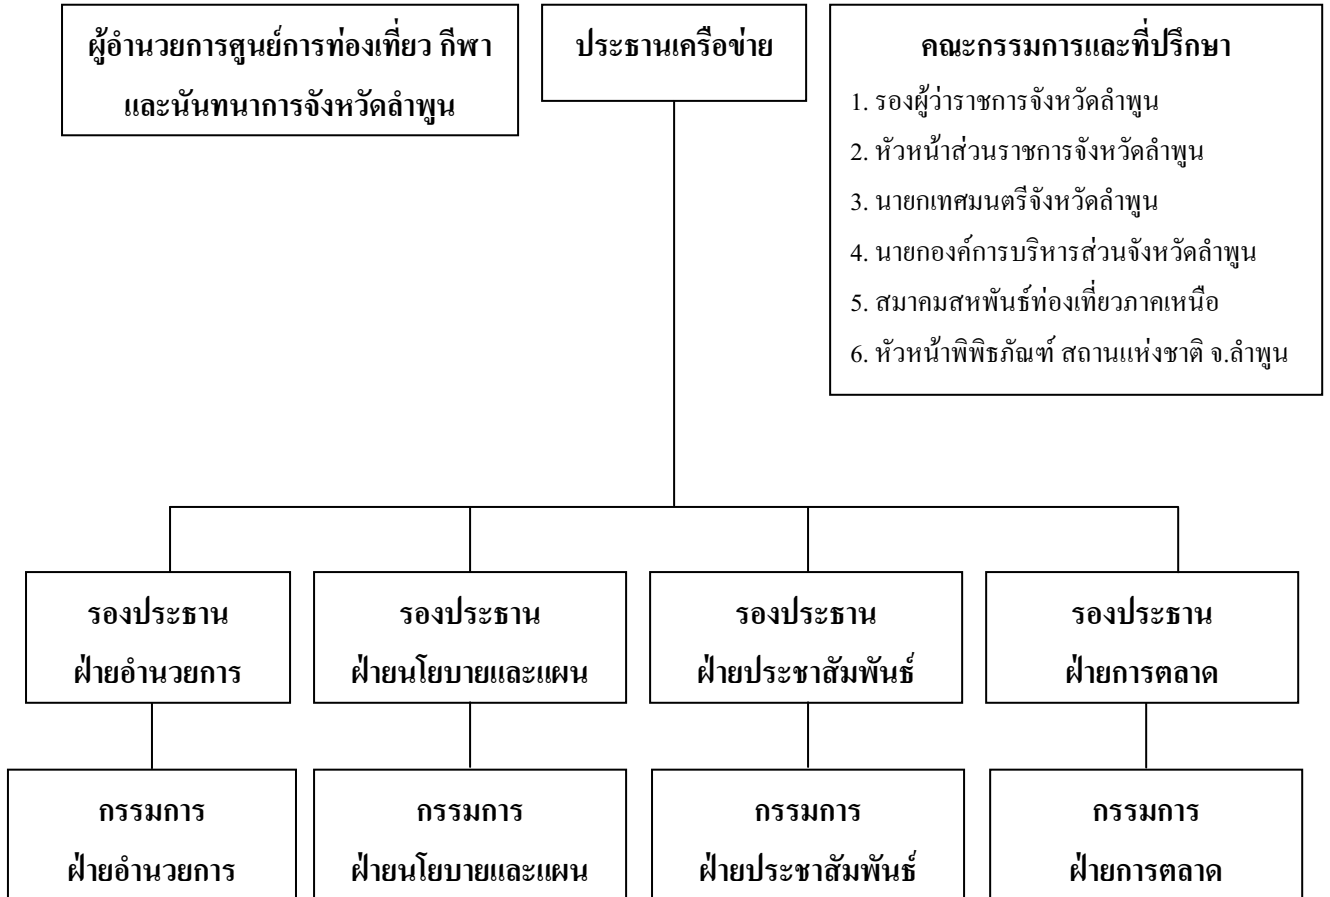 ผู้อำนวยการศูนย์การท่องเที่ยว กีฬา
และนันทนาการจังหวัดลำพูน
ประธานเครือข่าย
คณะกรรมการและที่ปรึกษา
1. รองผู้ว่าราชการจังหวัดลำพูน
2. หัวหน้าส่วนราชการจังหวัดลำพูน
3. นายกเทศมนตรีจังหวัดลำพูน
4. นายกองค์การบริหารส่วนจังหวัดลำพูน
5. สมาคมสหพันธ์ท่องเที่ยวภาคเหนือ
6. หัวหน้าพิพิธภัณฑ์ สถานแห่งชาติ จ.ลำพูน
รองประธาน
ฝ่ายอำนวยการ
รองประธาน
ฝ่ายนโยบายและแผน
รองประธาน
ฝ่ายประชาสัมพันธ์
รองประธาน
ฝ่ายการตลาด
กรรมการ
ฝ่ายอำนวยการ
กรรมการ
ฝ่ายนโยบายและแผน
กรรมการ
ฝ่ายประชาสัมพันธ์
กรรมการ
ฝ่ายการตลาด